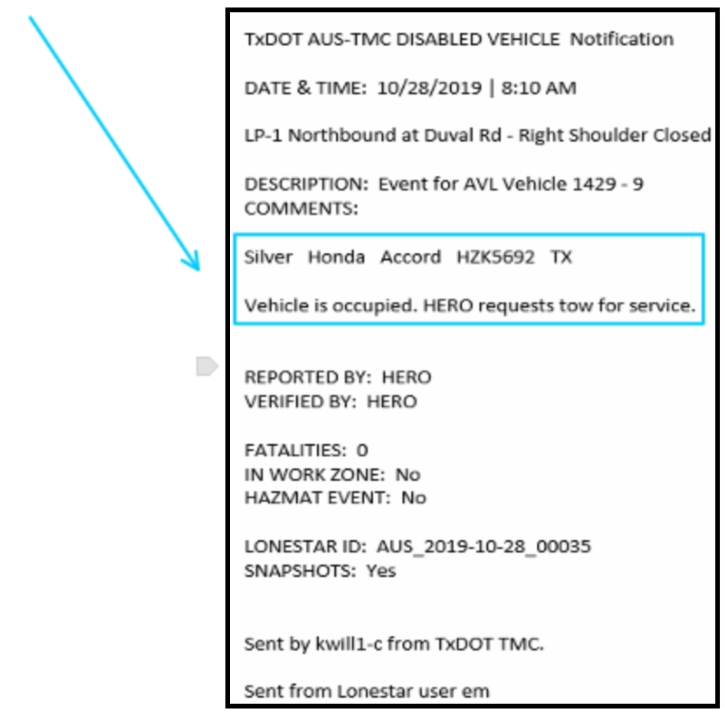 TxDOT AUS-TMC DISABLED VEHICLE Notification
DATE & TIME: 10/28/2019 | 8:10 AM
LP-1 Northbound at Duval Rd - Right Shoulder Closed
DESCRIPTION: Event for AVL Vehicle 1429 - 9
COMMENTS:
Silver Honda Accord HZK5692 TX
Vehicle is occupied. HERO requests tow for service.
REPORTED BY: HERO
VERIFIED BY: HERO
FATALITIES: 0
IN WORK ZONE: No
HAZMAT EVENT: No
LONESTAR ID: AUS_2019-10-28_00035
SNAPSHOTS: Yes
Sent by kwill1-c from TxDOT TMC.
Sent from Lonestar user em